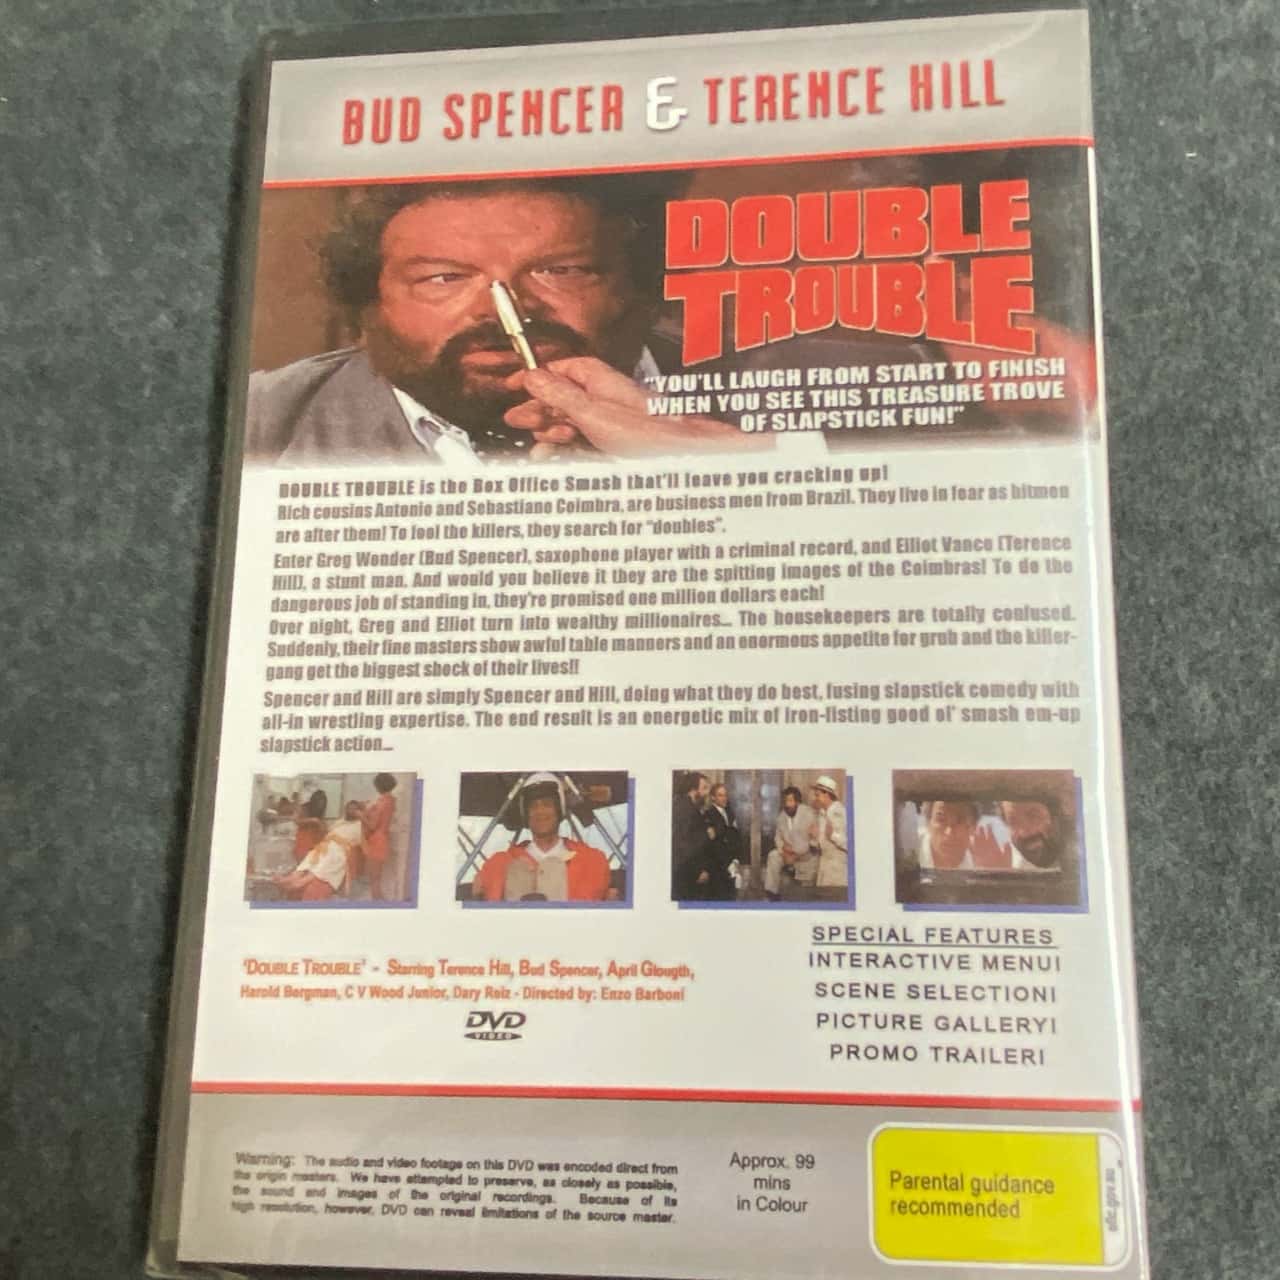 BUD SPENCER & TERENCE HILL
DOUBLE
TROUBLE
"YOU'LL LAUGH FROM START TO FINISH
WHEN YOU SEE THIS TREASURE TROVE
OF SLAPSTICK FUN!"
DOUBLE TROUBLE is the Box Office Smash that'll leave you cracking up!
Rich cousins Antonio and Sebastiano Coimbra, are business men from Brazil. They live in fear as hitmen
are after them! To fool the killers, they search for "doubles".
Enter Greg Wonder (Bud Spencer), saxophone player with a criminal record, and Elliot Vance (Terence
Hill), a stunt man. And would you believe it they are the spitting images of the Coimbras! To do the
dangerous job of standing in, they're promised one million dollars each!
Over night, Greg and Elliot turn into wealthy millionaires... The housekeepers are totally confused.
Suddenly, their fine masters show awful table manners and an enormous appetite for grub and the killer-
gang get the biggest shock of their lives!!
Spencer and Hill are simply Spencer and Hill, doing what they do best, fusing slapstick comedy with
all-in wrestling expertise. The end result is an energetic mix of iron-fisting good ol' smash em-up
slapstick action...
SPECIAL FEATURES
INTERACTIVE MENU!
SCENE SELECTION!
PICTURE GALLERY!
PROMO TRAILER!
'DOUBLE TROUBLE' - Starring Terence Hill, Bud Spencer, April Clougth,
Harold Bergman, C V Wood Junior, Dary Reiz - Directed by: Enzo Barboni
DVD
VIDEO
Warning: The audio and video footage on this DVD was encoded direct from
the origin masters. We have attempted to preserve, as closely as possible,
the sound and images of the original recordings. Because of its
high resolution, however, DVD can reveal limitations of the source master.
Approx. 99
mins
in Colour
Parental guidance
recommended
oflc.gov.au